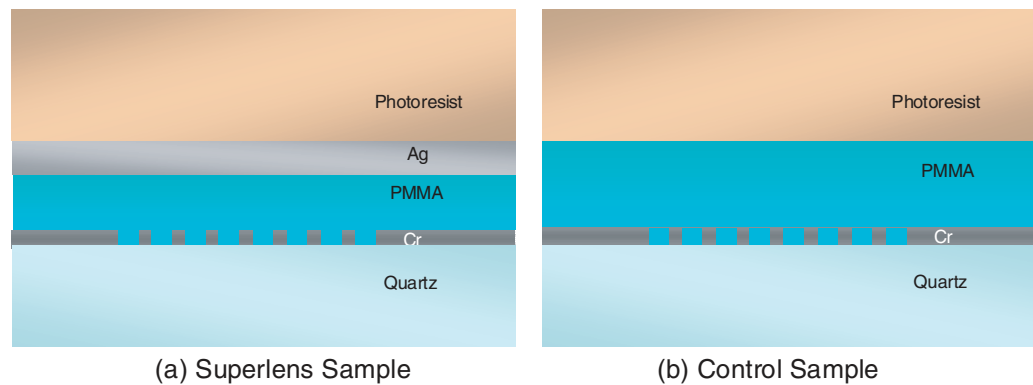 Photoresist
Ag
PMMA
Cr
Quartz
(a) Superlens Sample
Photoresist
PMMA
Cr
Quartz
(b) Control Sample